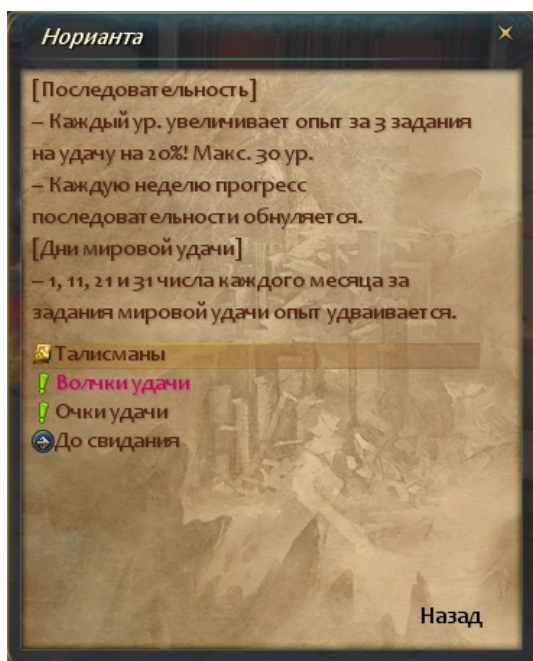 Норианта
[Последовательность]
– Каждый ур. увеличивает опыт за 3 задания
на удачу на 20%! Макс. 30 ур.
– Каждую неделю прогресс
последовательности обнуляется.
[Дни мировой удачи]
– 1, 11, 21 и 31 числа каждого месяца за
задания мировой удачи опыт удваивается.
Талисманы
Волчки удачи
Очки удачи
До свидания
Назад